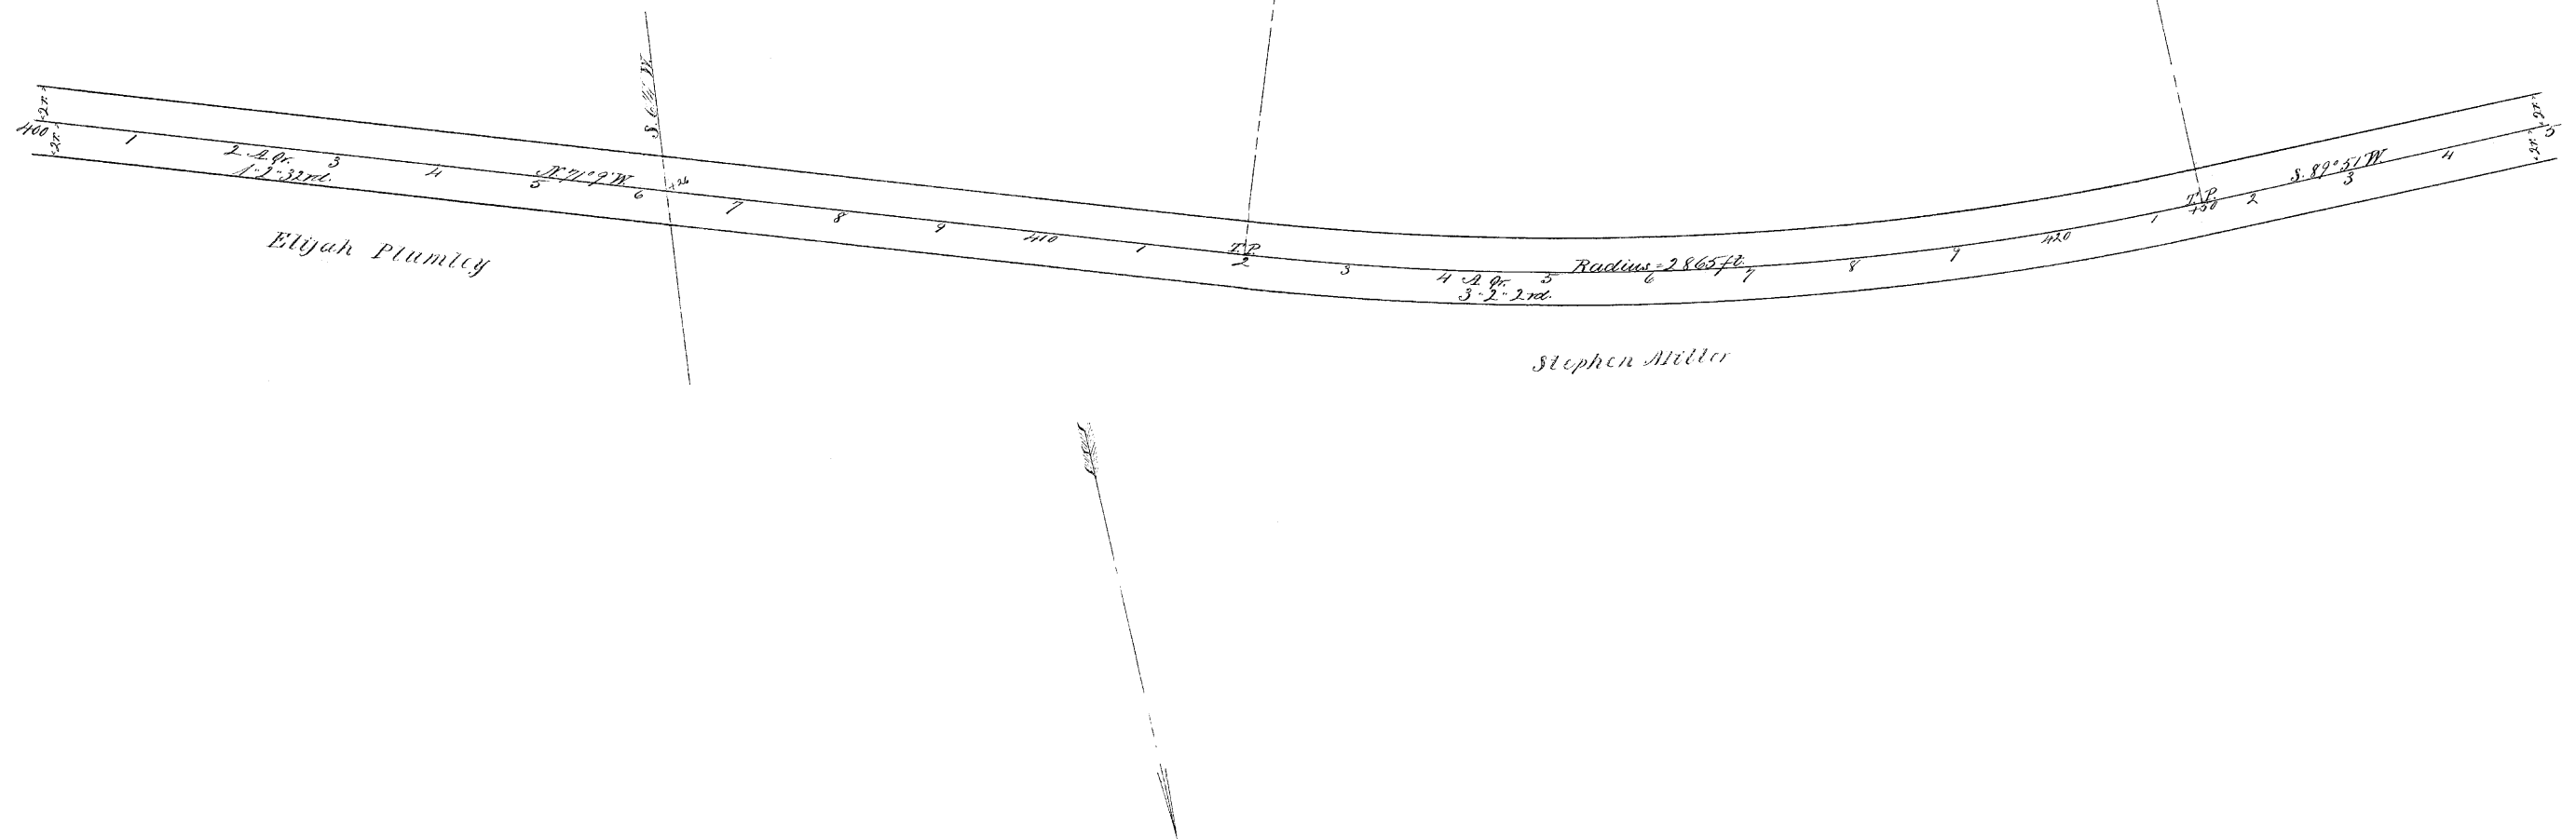 2r.
2r.
400
1
2
3
4
5
6
+26
7
8
9
410
1
2
3
4
5
6
7
8
9
420
1
2
3
4
5
A. Qr.
1 - 2 - 32 rd.
N. 71° 9' W.
T. P.
Radius = 2865 ft.
A. Qr.
3 - 2 - 2 rd.
T. P.
+50
S. 89° 51' W.
2r.
2r.
Elijah Plumley
Stephen Miller